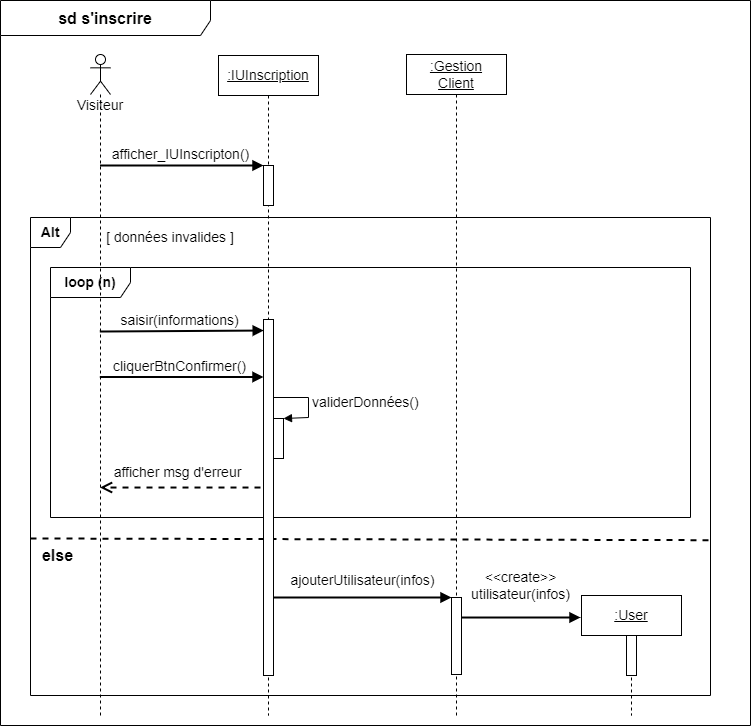 sd s'inscrire
Visiteur
:IUInscription
:Gestion
Client
afficher_IUInscripton()
Alt
[ données invalides ]
loop (n)
saisir(informations)
cliquerBtnConfirmer()
validerDonnées()
afficher msg d'erreur
else
ajouterUtilisateur(infos)
<<create>>
utilisateur(infos)
:User